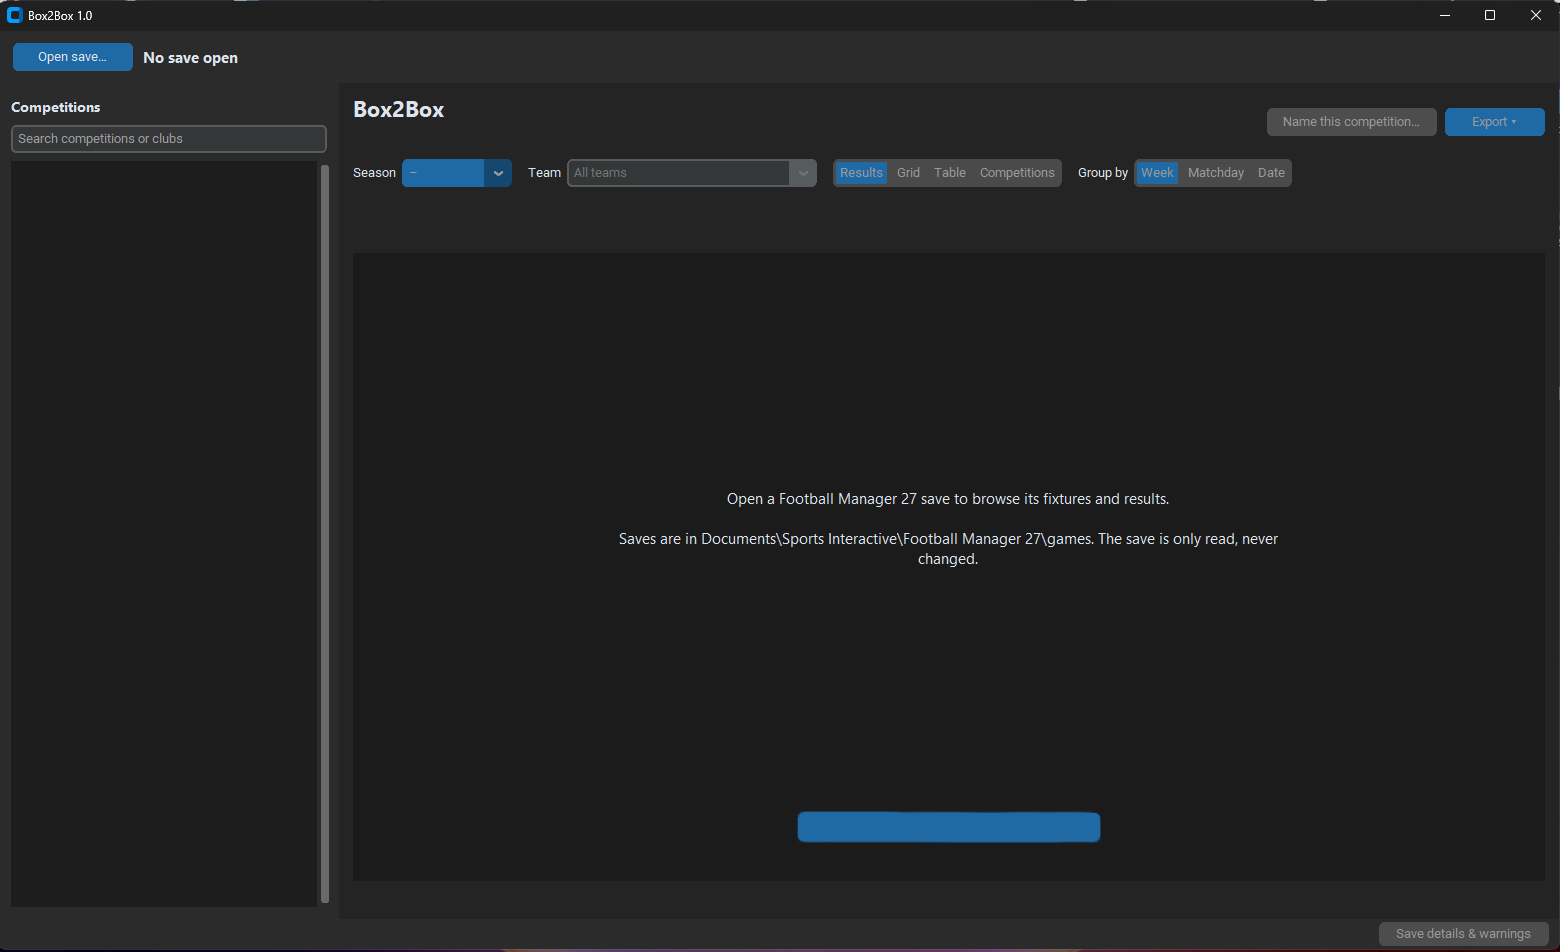 Box2Box 1.0
Open save...
No save open
Competitions
Search competitions or clubs
Box2Box
Name this competition...
Export
Season
–
Team
All teams
Results
Grid
Table
Competitions
Group by
Week
Matchday
Date
Open a Football Manager 27 save to browse its fixtures and results.
Saves are in Documents\Sports Interactive\Football Manager 27\games. The save is only read, never
changed.
Save details & warnings